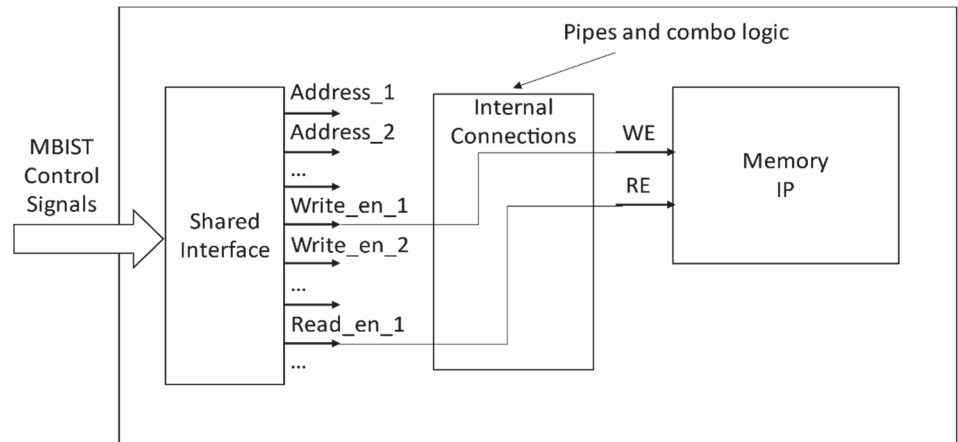 Pipes and combo logic
MBIST
Control
Signals
Shared
Interface
Address_1
Address_2
...
Write_en_1
Write_en_2
...
Read_en_1
...
Internal
Connections
WE
RE
Memory
IP